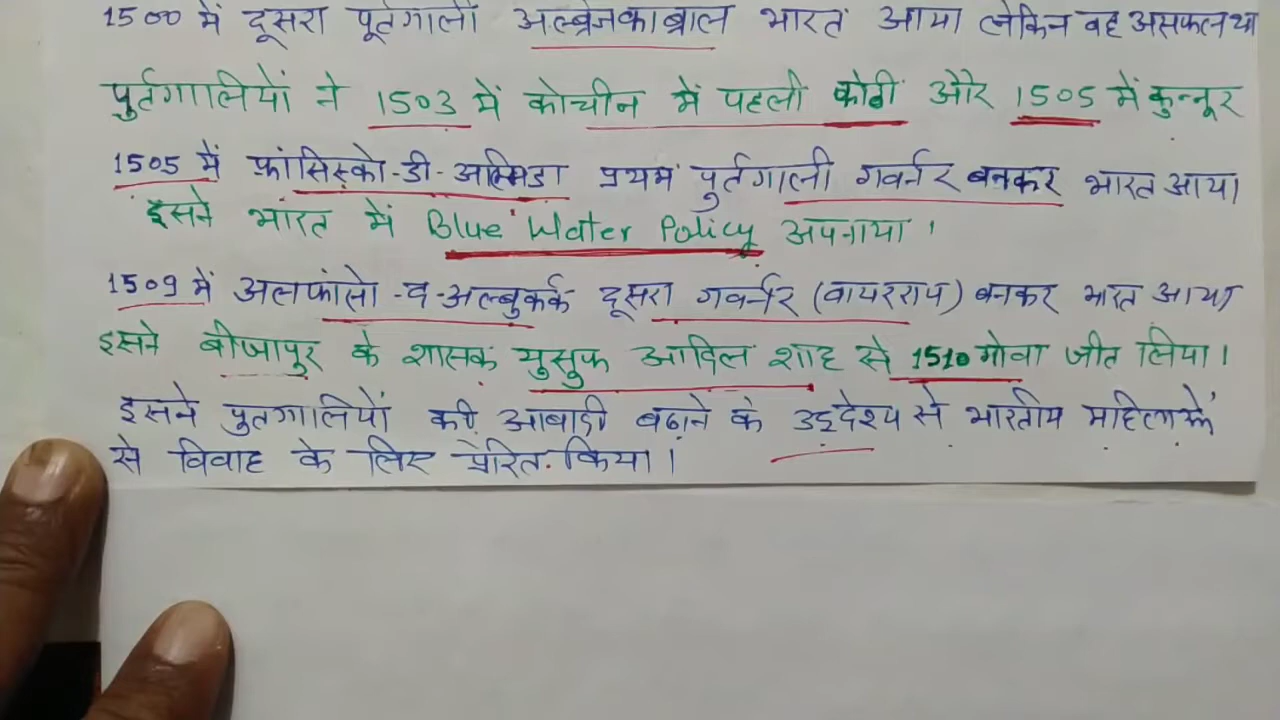 1500 में दूसरा पूर्तगाली अल्ब्रेजकाब्राल भारत आया लेकिन वह असफल था
पुर्तगालियों ने 1503 में कोचीन में पहली कोठी और 1505 में कुन्नूर
1505 में फ्रांसिस्को-डी-अल्मिडा प्रथम पुर्तगाली गवर्नर बनकर भारत आया।
इसने भारत में Blue Water Policy अपनाया।
1509 में अलफांसो-द-अल्बुकर्क दूसरा गवर्नर (वायसराय) बनकर भारत आया।
इसने बीजापुर के शासक युसुफ आदिल शाह से 1510 गोवा जीत लिया।
इसने पुतगालियों की आबादी बढाने के उद्देश्य से भारतीय महिलाओं
से विवाह के लिए प्रेरित किया।